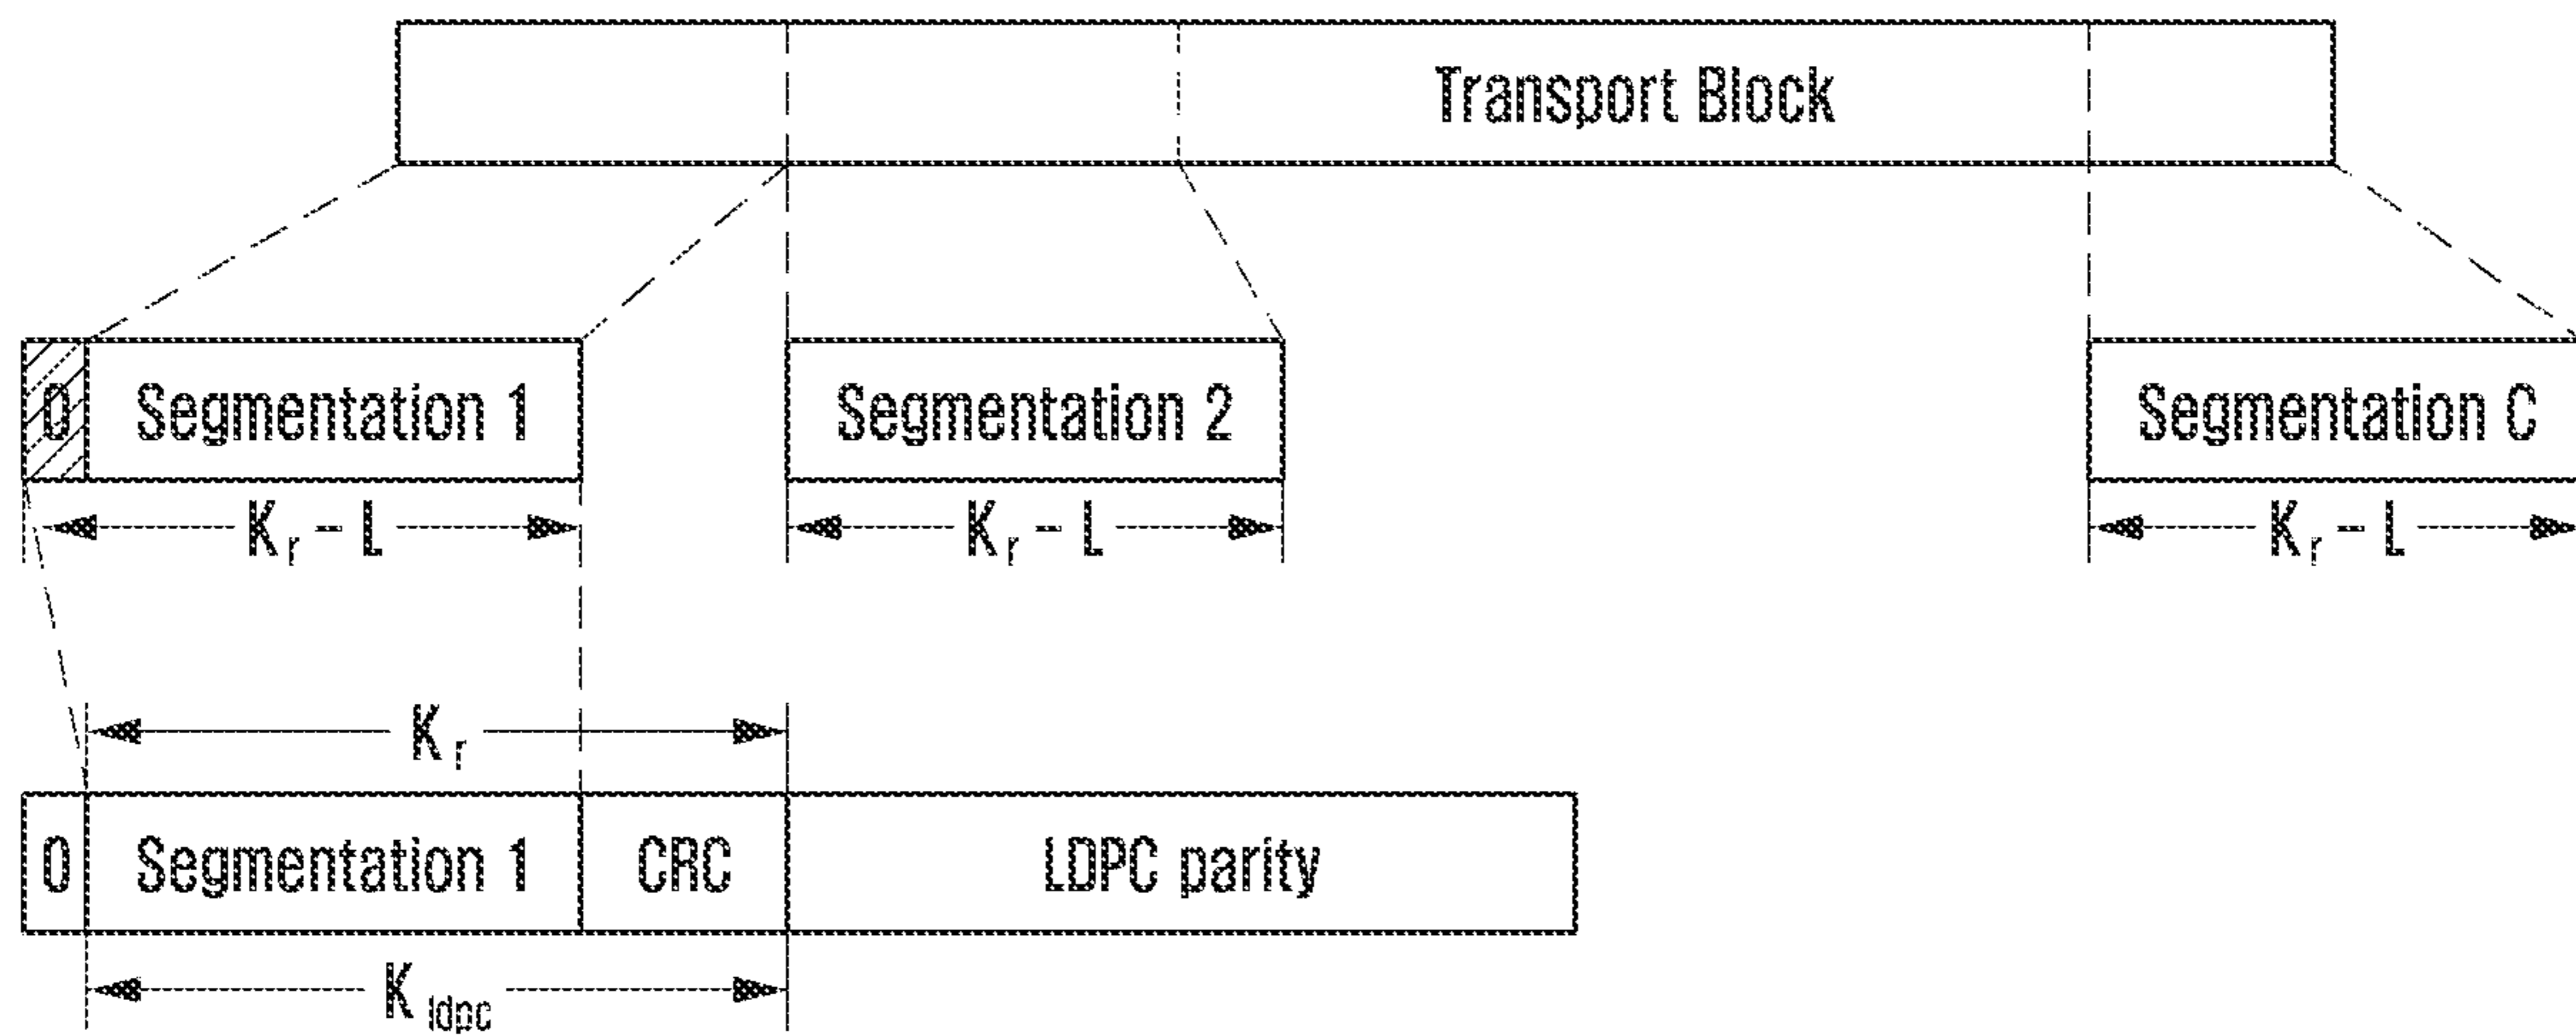 Transport Block
0 Segmentation 1 Segmentation 2 Segmentation C
K_r - L K_r - L K_r - L
K_r
0 Segmentation 1 CRC LDPC parity
K_ldpc